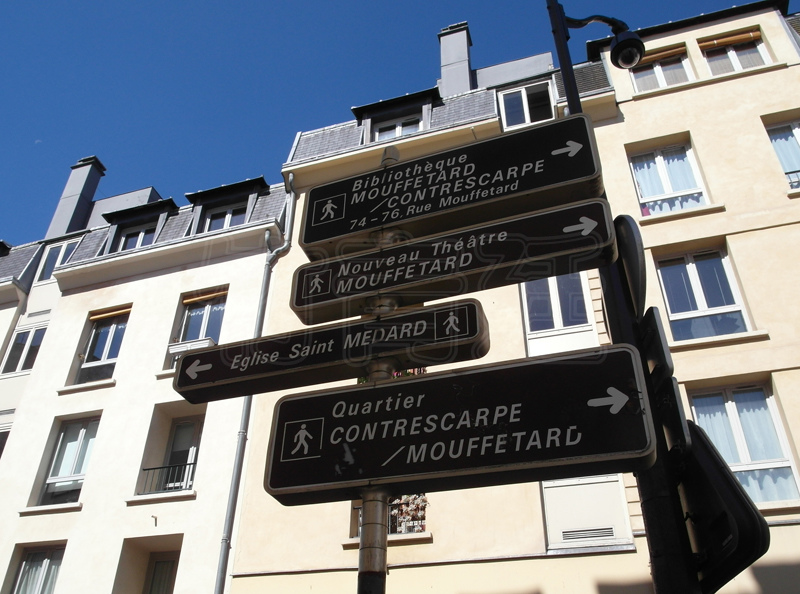 Bibliothèque
MOUFFETARD
/CONTRESCARPE
74-76.Rue Mouffetard
Nouveau Théâtre
MOUFFETARD
Eglise Saint MEDARD
Quartier
CONTRESCARPE
/MOUFFETARD